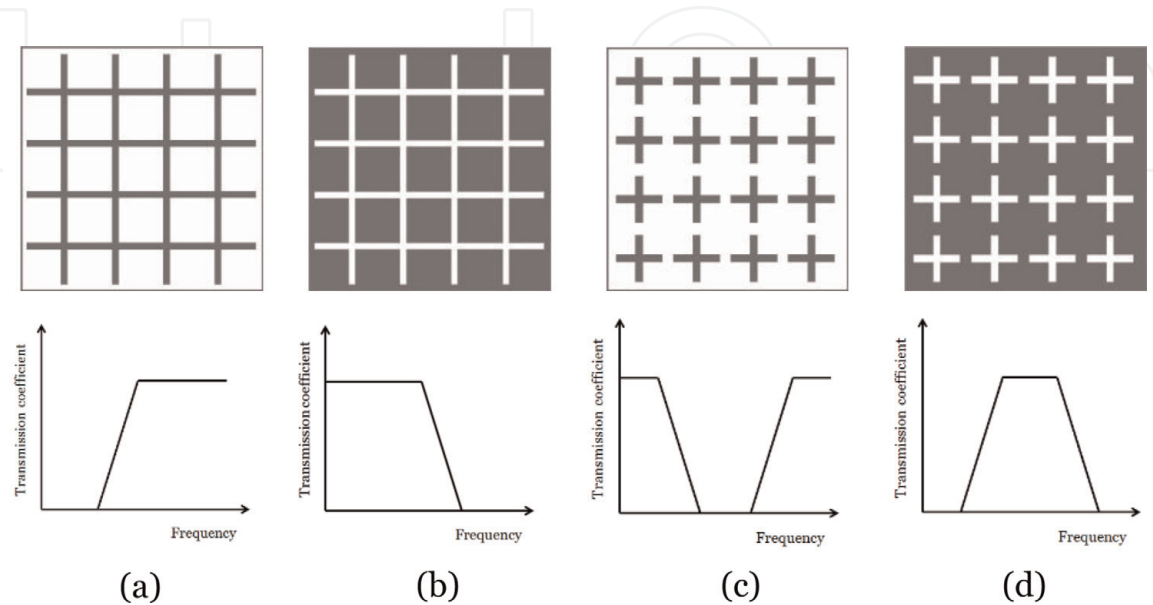 Transmission coefficient
Frequency
Transmission coefficient
Frequency
Transmission coefficient
Frequency
Transmission coefficient
Frequency
(a)
(b)
(c)
(d)